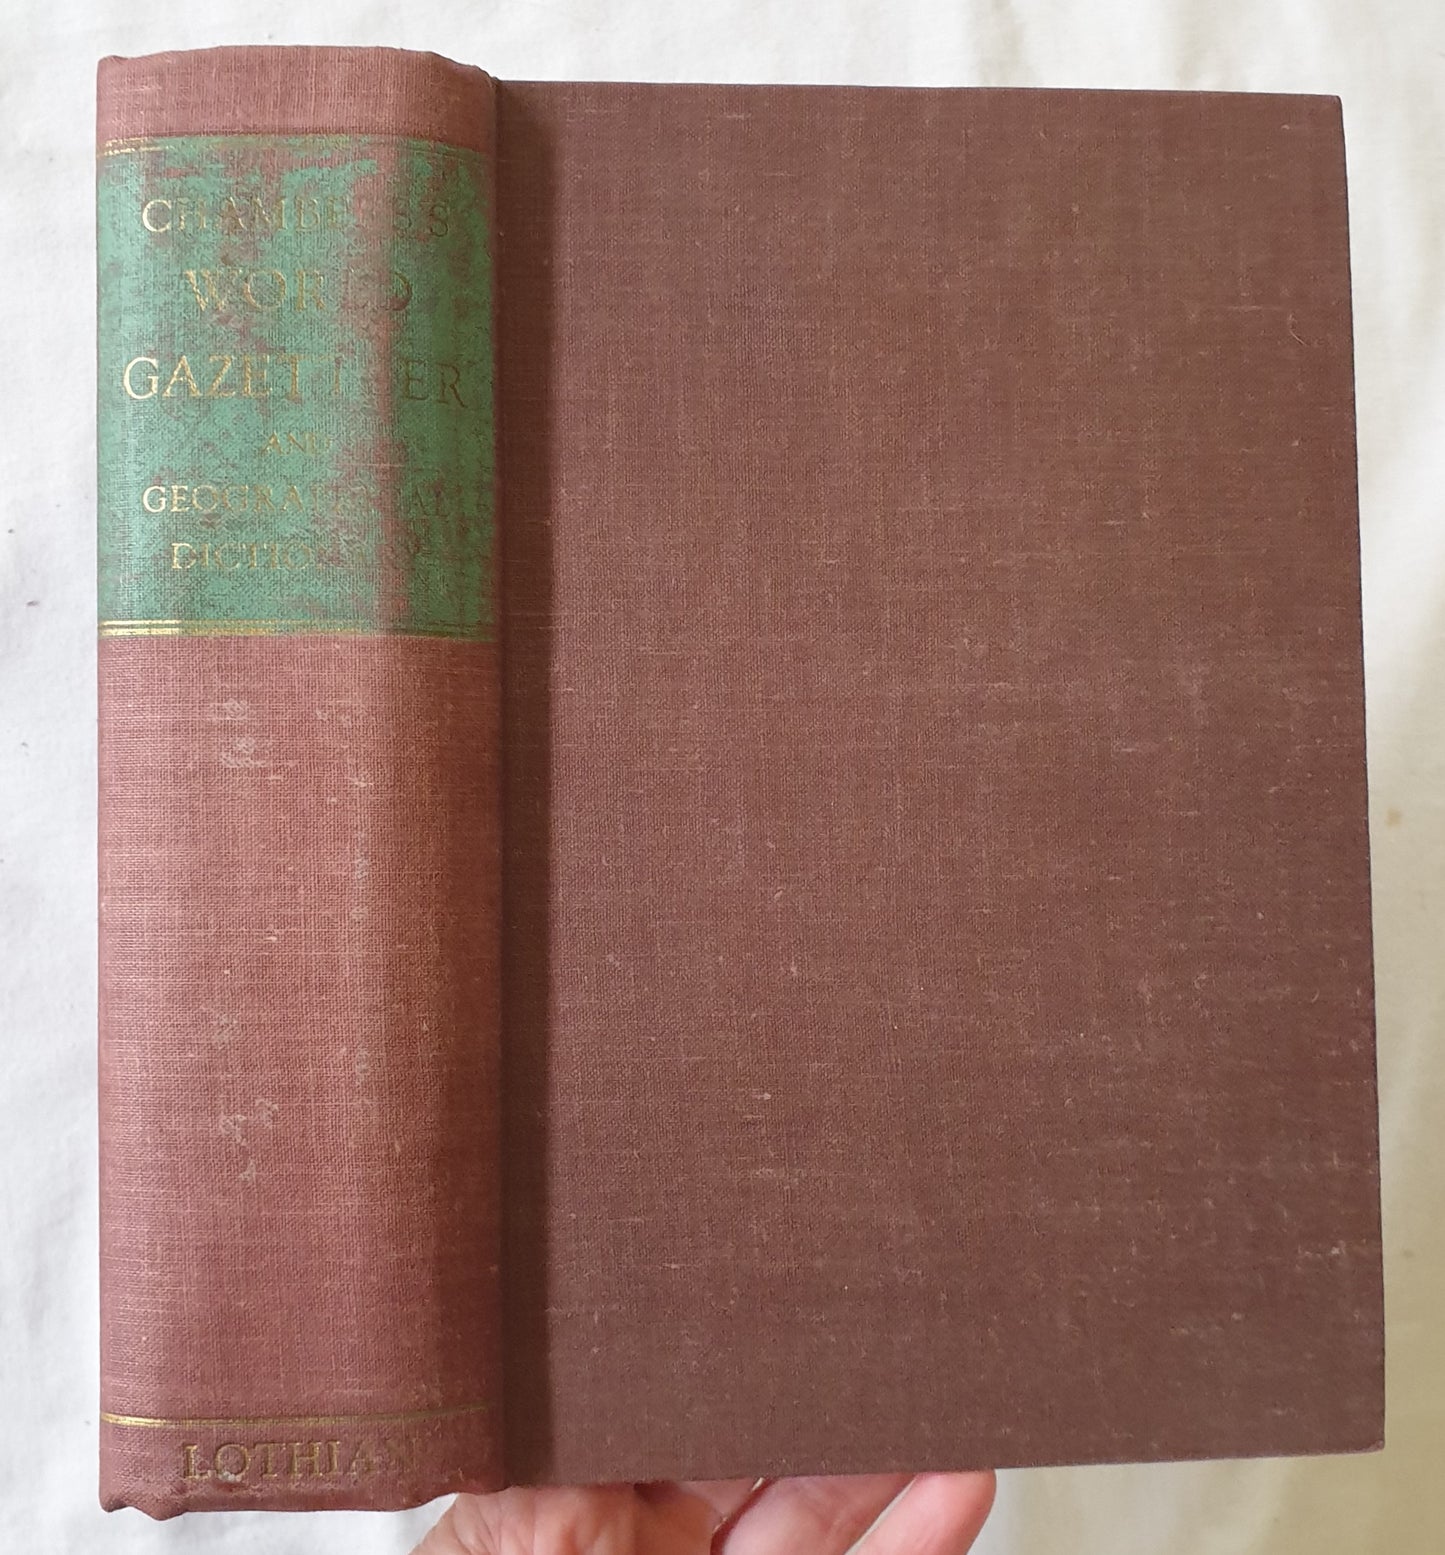 CHAMBERS'S
WORLD
GAZETTEER
AND
GEOGRAPHICAL
DICTIONARY
LOTHIAN